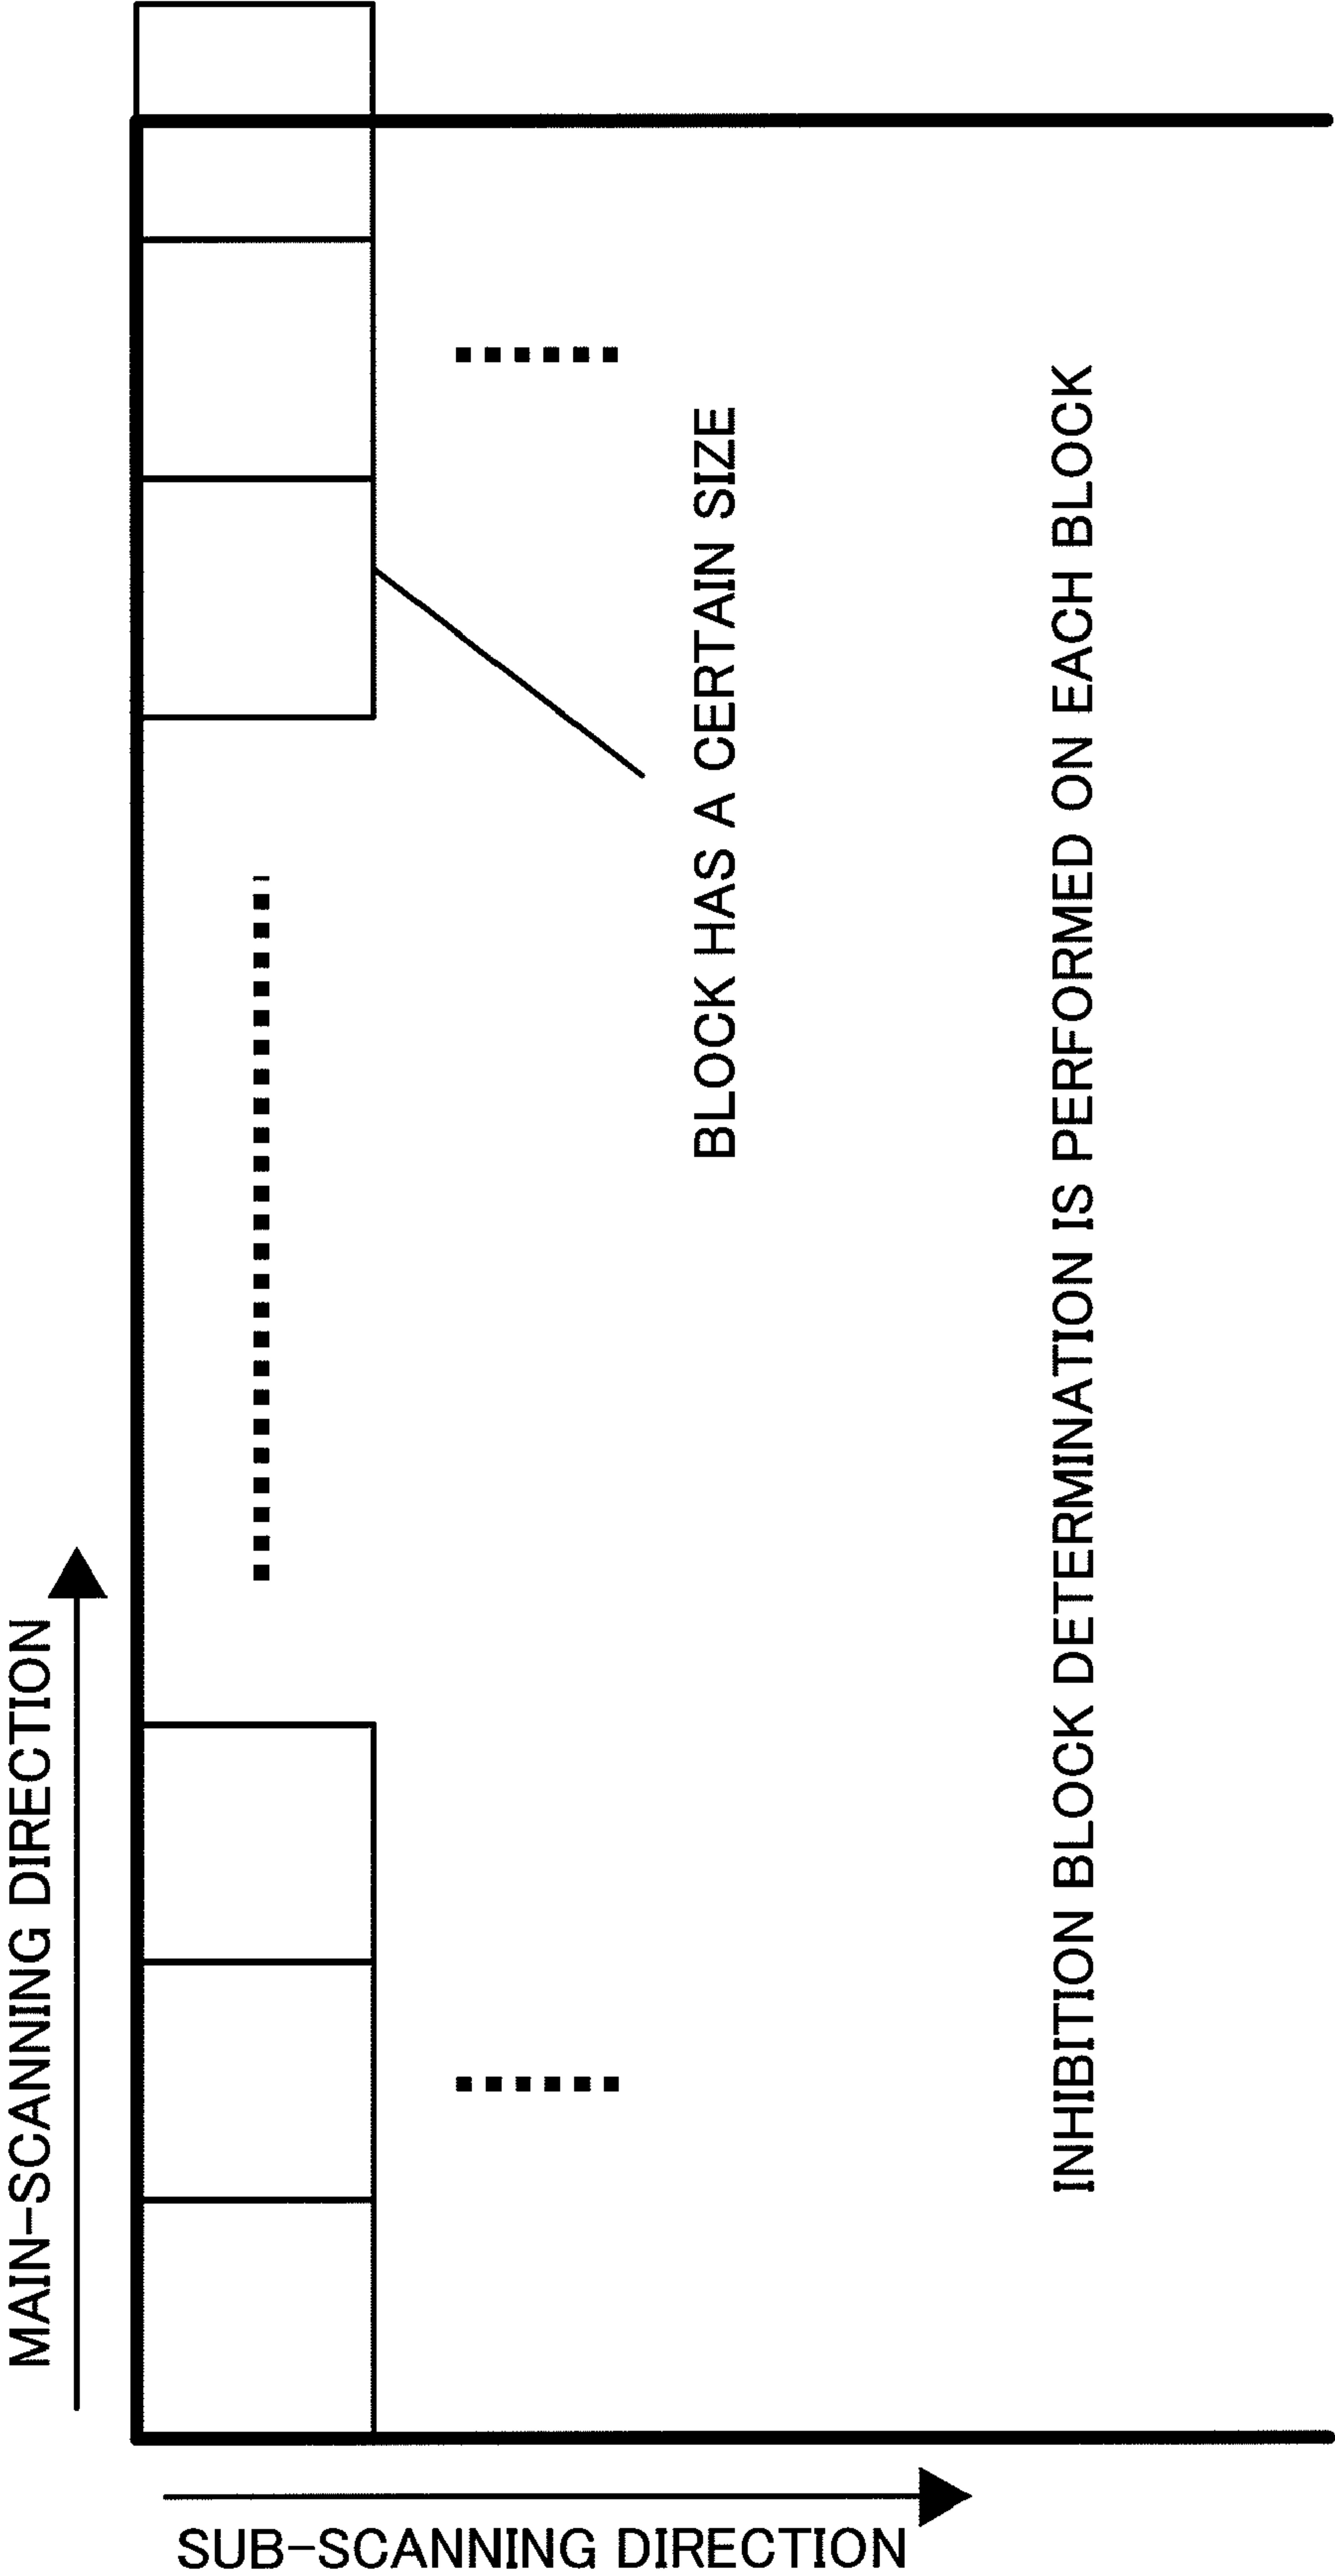 MAIN-SCANNING DIRECTION
SUB-SCANNING DIRECTION
BLOCK HAS A CERTAIN SIZE
INHIBITION BLOCK DETERMINATION IS PERFORMED ON EACH BLOCK